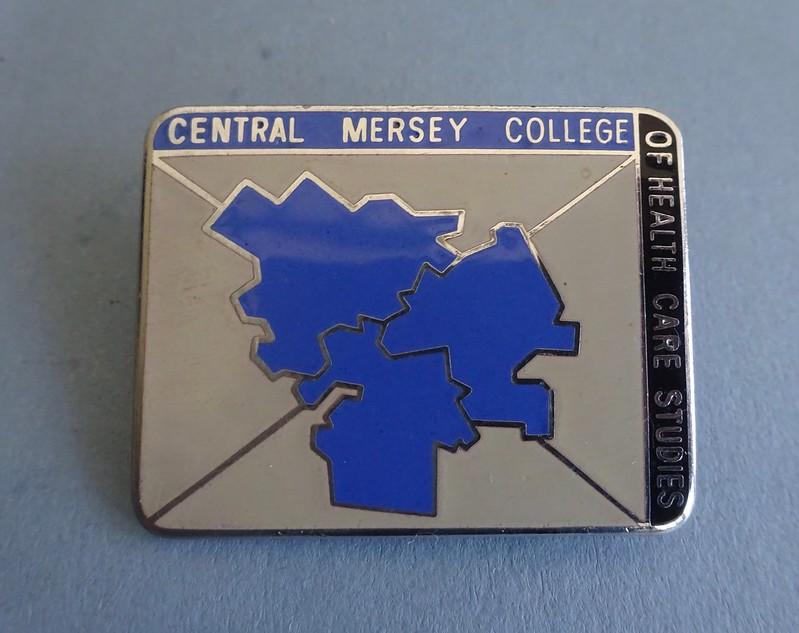 CENTRAL MERSEY COLLEGE
OF HEALTH CARE STUDIES